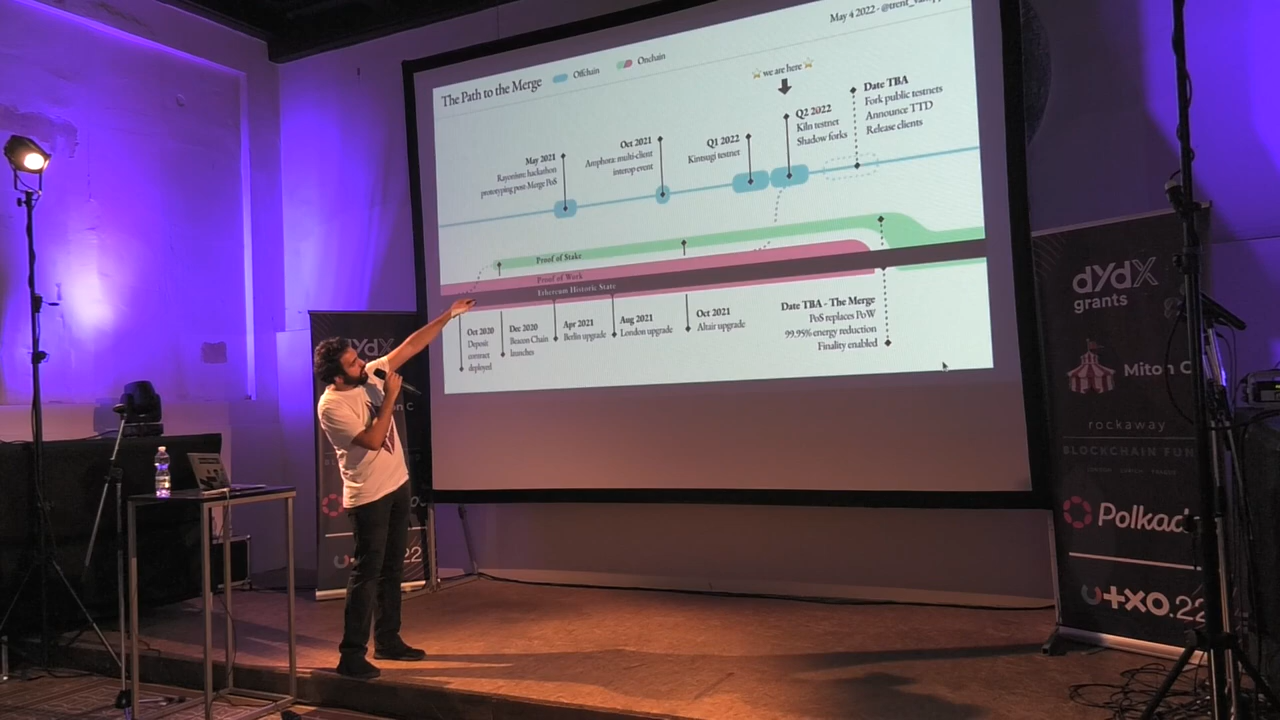 May 4 2022 -
The Path to the Merge
Offchain
Onchain
we are here
May 2021
Rayonism: hackathon
prototyping post-Merge PoS
Oct 2021
Amphora: multi-client
interop event
Q1 2022
Kintsugi testnet
Q2 2022
Kiln testnet
Shadow forks
Date TBA
Fork public testnets
Announce TTD
Release clients
Proof of Stake
Proof of Work
Ethereum Historic State
Oct 2020
Deposit
contract
deployed
Dec 2020
Beacon Chain
launches
Apr 2021
Berlin upgrade
Aug 2021
London upgrade
Oct 2021
Altair upgrade
Date TBA - The Merge
PoS replaces PoW
99.95% energy reduction
Finality enabled
dYdX
grants
Miton C
rockaway
BLOCKCHAIN FUN
Polkad
UTXO.22
dYdX
n C
22